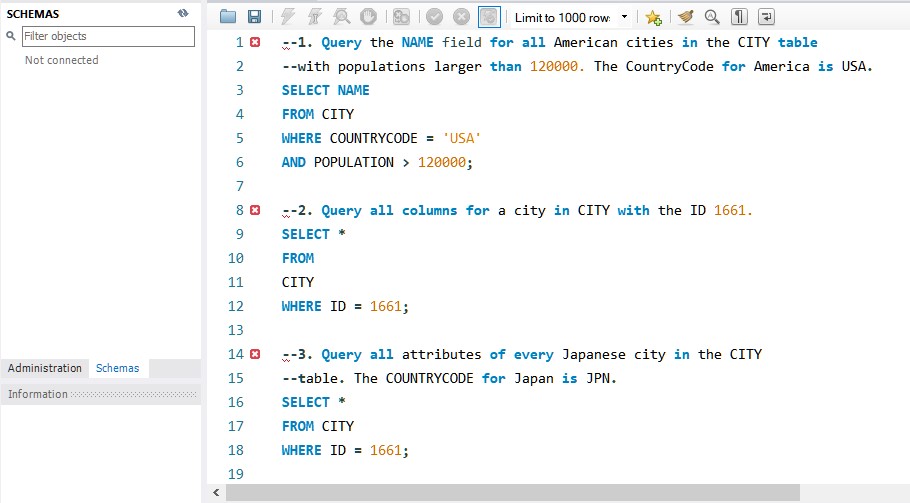 SCHEMAS
Filter objects
Not connected
Administration Schemas
Information
Limit to 1000 rows
1 --1. Query the NAME field for all American cities in the CITY table
2 --with populations larger than 120000. The CountryCode for America is USA.
3 SELECT NAME
4 FROM CITY
5 WHERE COUNTRYCODE = 'USA'
6 AND POPULATION > 120000;
7
8 --2. Query all columns for a city in CITY with the ID 1661.
9 SELECT *
10 FROM
11 CITY
12 WHERE ID = 1661;
13
14 --3. Query all attributes of every Japanese city in the CITY
15 --table. The COUNTRYCODE for Japan is JPN.
16 SELECT *
17 FROM CITY
18 WHERE ID = 1661;
19